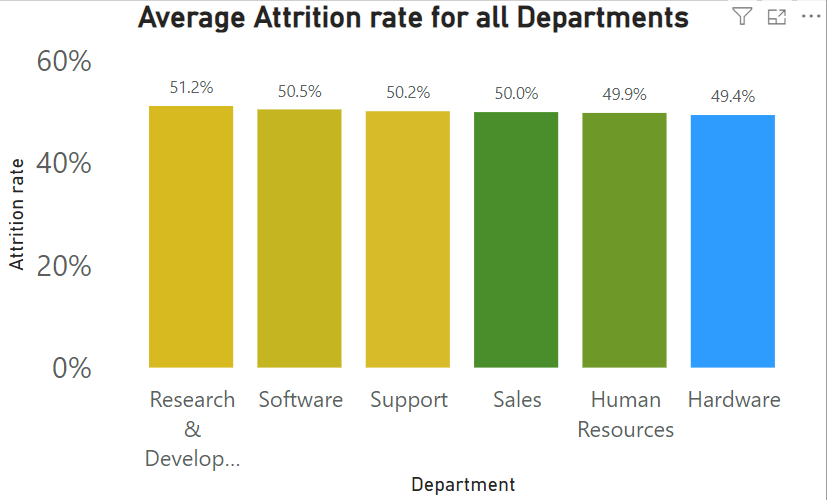 Average Attrition rate for all Departments
60%
40%
20%
0%
Attrition rate
51.2%
50.5%
50.2%
50.0%
49.9%
49.4%
Research
&
Develop...
Software
Support
Sales
Human
Resources
Hardware
Department